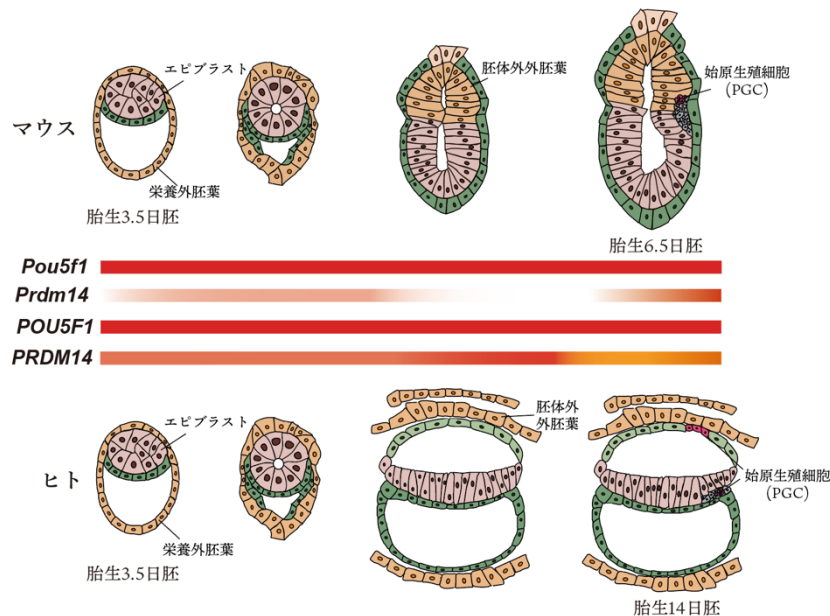 エピブラスト
マウス
栄養外胚葉
胎生3.5日胚
胚体外外胚葉
始原生殖細胞
(PGC)
胎生6.5日胚
Pou5f1
Prdm14
POU5F1
PRDM14
エピブラスト
ヒト
栄養外胚葉
胎生3.5日胚
胚体外
外胚葉
始原生殖細胞
(PGC)
胎生14日胚